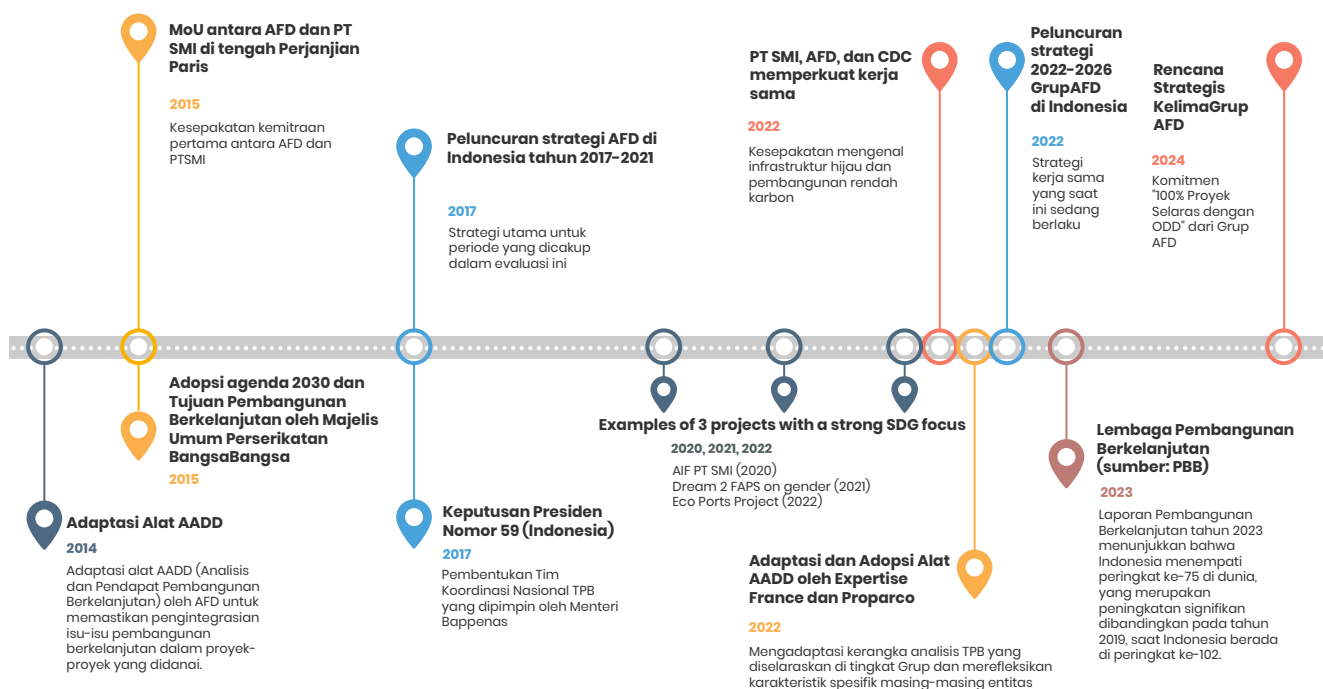 MoU antara AFD dan PT
SMI di tengah Perjanjian
Paris
2015
Kesepakatan kemitraan
pertama antara AFD dan
PTSMI
Peluncuran strategi AFD di
Indonesia tahun 2017-2021
2017
Strategi utama untuk
periode yang dicakup
dalam evaluasi ini
PT SMI, AFD, dan CDC
memperkuat kerja
sama
2022
Kesepakatan mengenal
infrastruktur hijau dan
pembangunan rendah
karbon
Peluncuran
strategi
2022-2026
GrupAFD
di Indonesia
2022
Strategi
kerja sama
yang saat
ini sedang
berlaku
Rencana
Strategis
KelimaGrup
AFD
2024
Komitmen
"100% Proyek
Selaras dengan
ODD" dari Grup
AFD
Adaptasi Alat AADD
2014
Adaptasi alat AADD (Analisis
dan Pendapat Pembangunan
Berkelanjutan) oleh AFD untuk
memastikan pengintegrasian
isu-isu pembangunan
berkelanjutan dalam proyek-
proyek yang didanai.
Adopsi agenda 2030 dan
Tujuan Pembangunan
Berkelanjutan oleh Majelis
Umum Perserikatan
BangsaBangsa
2015
Keputusan Presiden
Nomor 59 (Indonesia)
2017
Pembentukan Tim
Koordinasi Nasional TPB
yang dipimpin oleh Menteri
Bappenas
Examples of 3 projects with a strong SDG focus
2020, 2021, 2022
AIF PT SMI (2020)
Dream 2 FAPS on gender (2021)
Eco Ports Project (2022)
Adaptasi dan Adopsi Alat
AADD oleh Expertise
France dan Proparco
2022
Mengadaptasi kerangka analisis TPB yang
diselaraskan di tingkat Grup dan merefleksikan
karakteristik spesifik masing-masing entitas
Lembaga Pembangunan
Berkelanjutan
(sumber: PBB)
2023
Laporan Pembangunan
Berkelanjutan tahun 2023
menunjukkan bahwa
Indonesia menempati
peringkat ke-75 di dunia,
yang merupakan
peningkatan signifikan
dibandingkan pada tahun
2019, saat Indonesia berada
di peringkat ke-102.